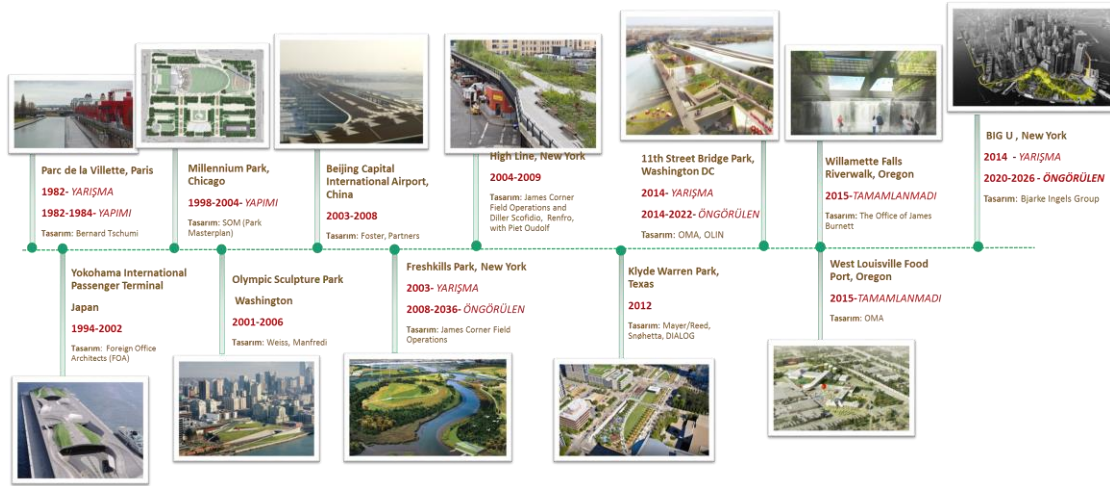 Parc de la Villette, Paris
1982- YARIŞMA
1982-1984- YAPIMI
Tasarım: Bernard Tschumi
Millennium Park,
Chicago
1998-2004- YAPIMI
Tasarım: SOM (Park
Masterplan)
Beijing Capital
International Airport,
China
2003-2008
Tasarım: Foster, Partners
High Line, New York
2004-2009
Tasarım: James Corner
Field Operations and
Diller Scofidio, Renfro,
with Piet Oudolf
11th Street Bridge Park,
Washington DC
2014- YARIŞMA
2014-2022- ÖNGÖRÜLEN
Tasarım: OMA, OLIN
Willamette Falls
Riverwalk, Oregon
2015-TAMAMLANMADI
Tasarım: The Office of James
Burnett
BIG U , New York
2014 - YARIŞMA
2020-2026 - ÖNGÖRÜLEN
Tasarım: Bjarke Ingels Group
Yokohama International
Passenger Terminal
Japan
1994-2002
Tasarım: Foreign Office
Architects (FOA)
Olympic Sculpture Park
Washington
2001-2006
Tasarım: Weiss, Manfredi
Freshkills Park, New York
2003- YARIŞMA
2008-2036- ÖNGÖRÜLEN
Tasarım: James Corner Field
Operations
Klyde Warren Park,
Texas
2012
Tasarım: Mayer/Reed,
Snøhetta, DIALOG
West Louisville Food
Port, Oregon
2015-TAMAMLANMADI
Tasarım: OMA